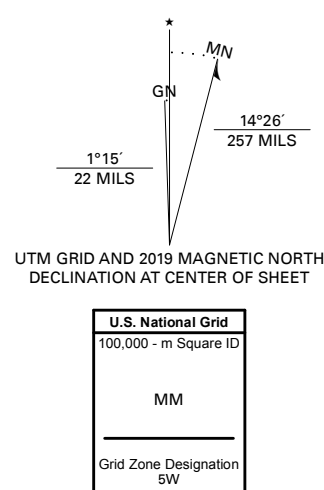 MN
GN
14°26´
257 MILS
1°15´
22 MILS
UTM GRID AND 2019 MAGNETIC NORTH
DECLINATION AT CENTER OF SHEET
U.S. National Grid
100,000 - m Square ID
MM
Grid Zone Designation
5W